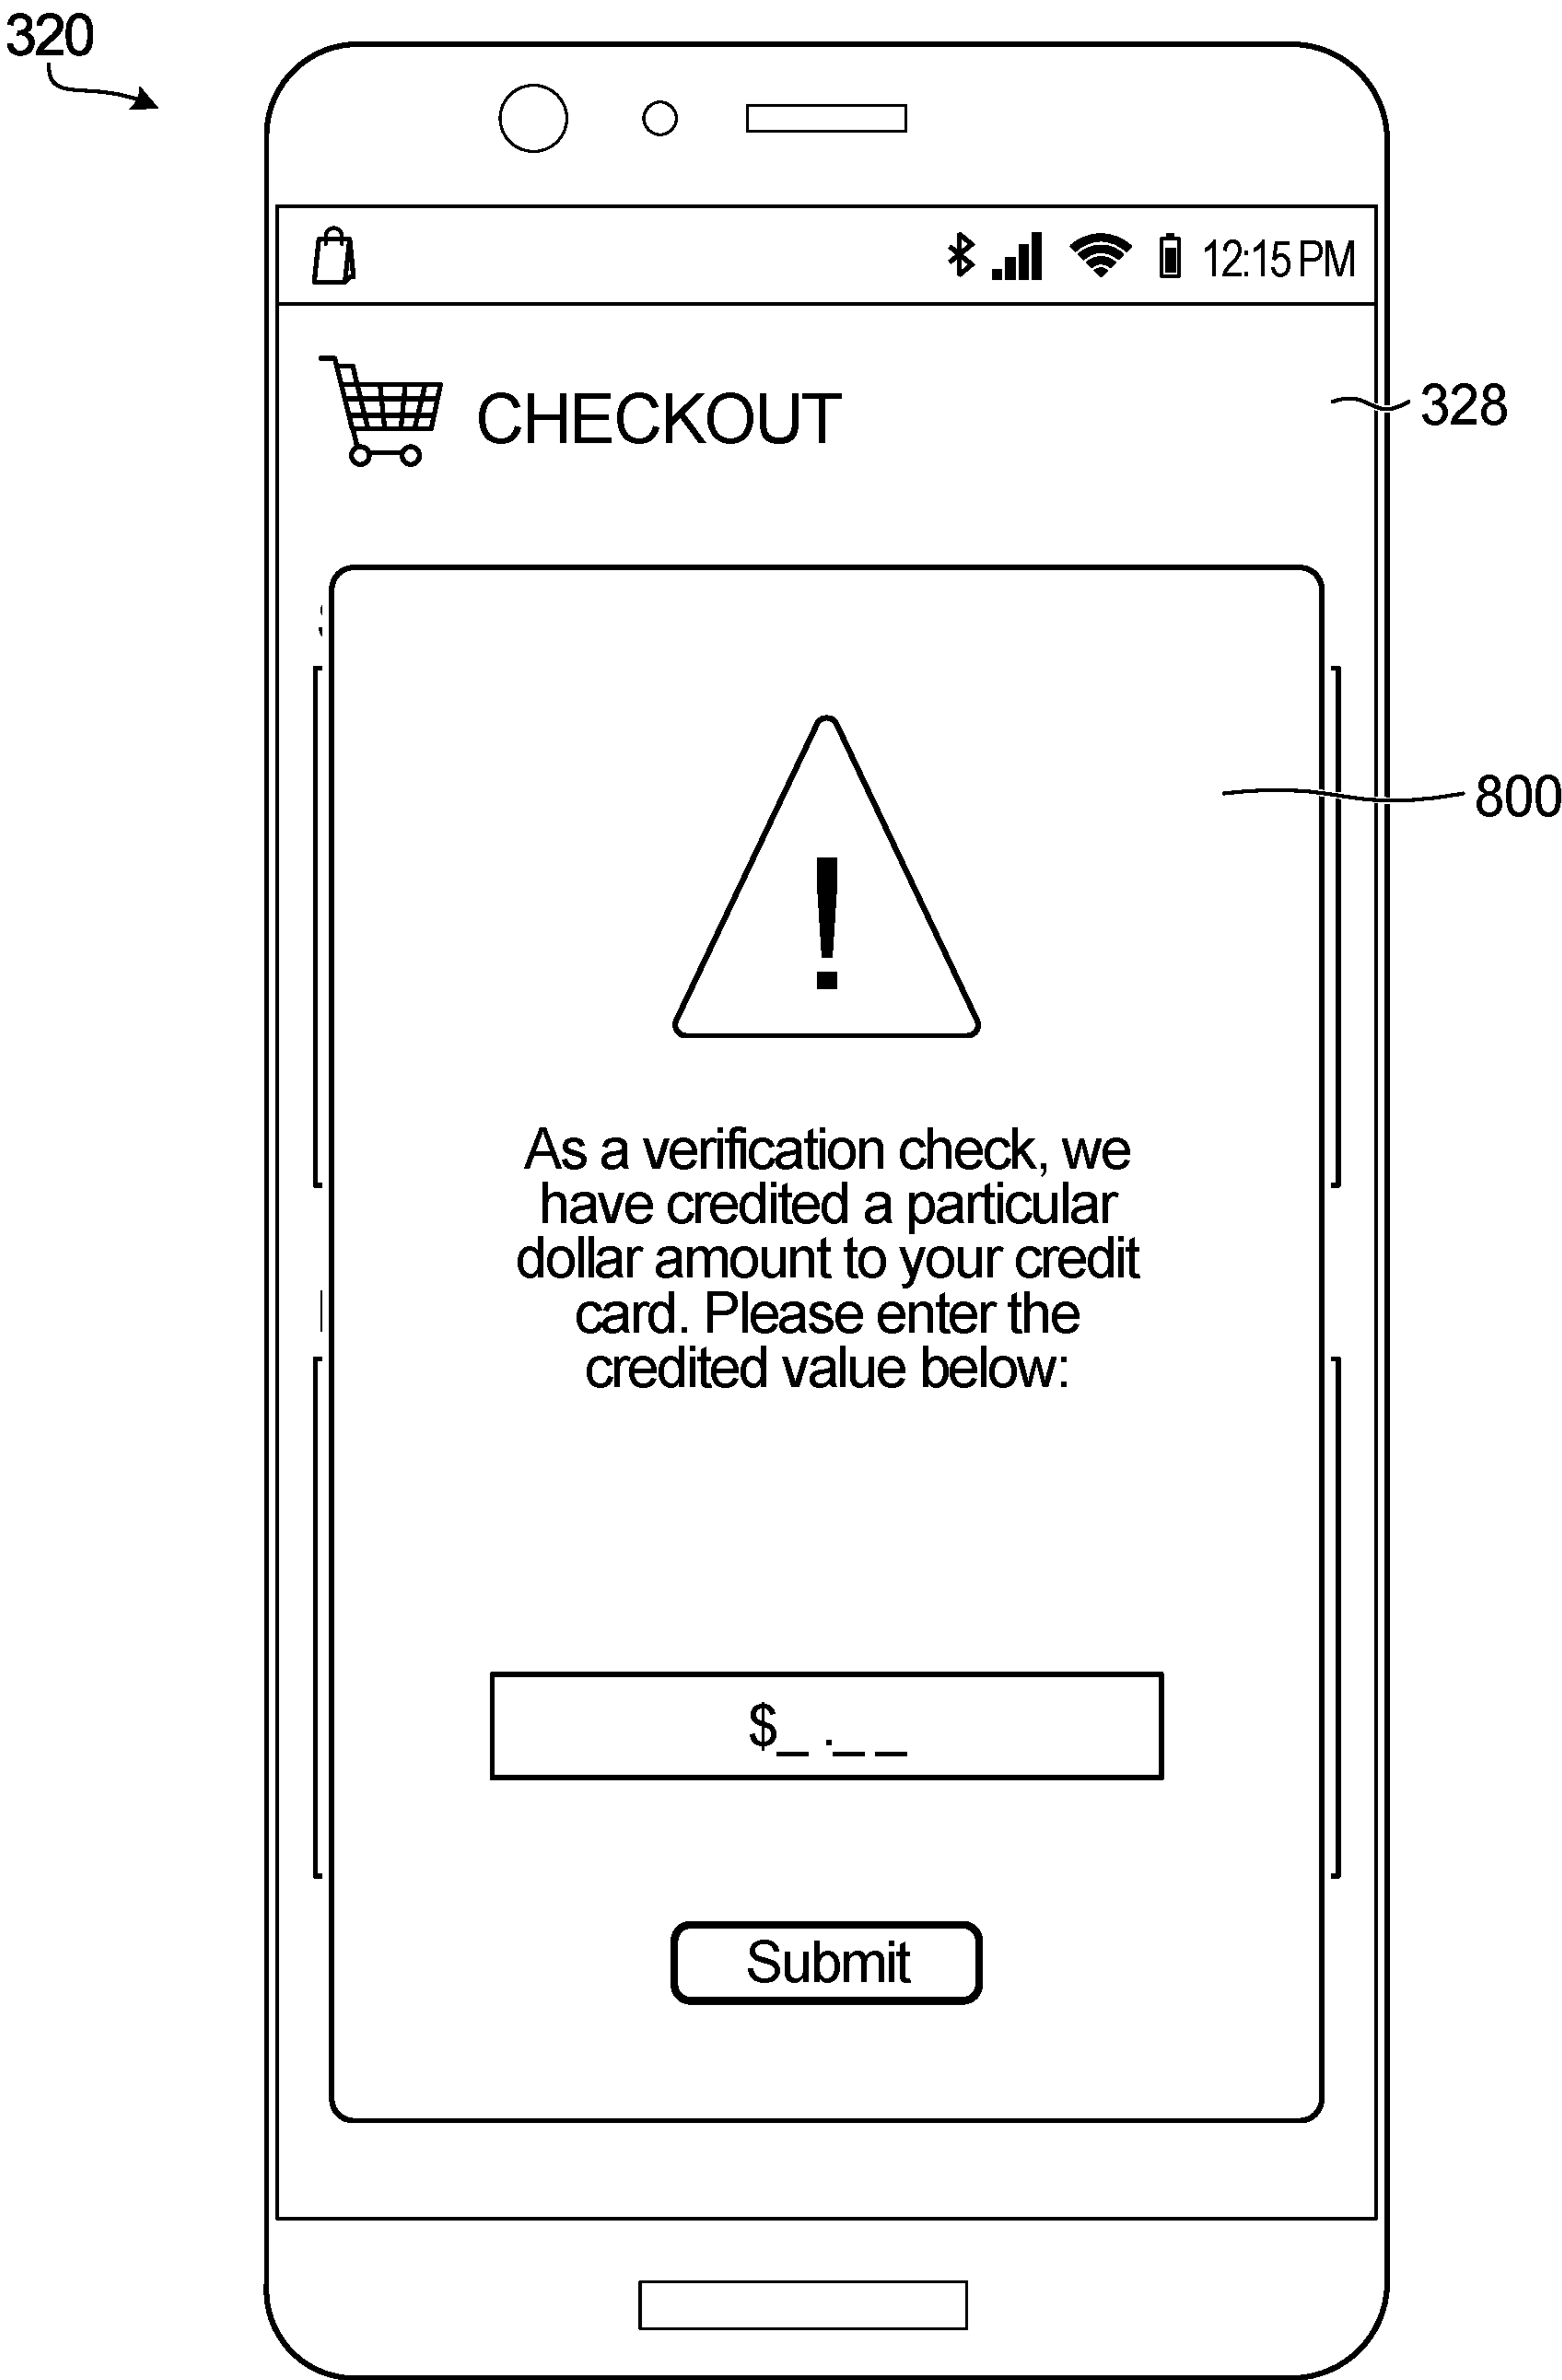 320
12:15 PM
CHECKOUT
328
800
!
As a verification check, we
have credited a particular
dollar amount to your credit
card. Please enter the
credited value below:
$_ ._ _
Submit